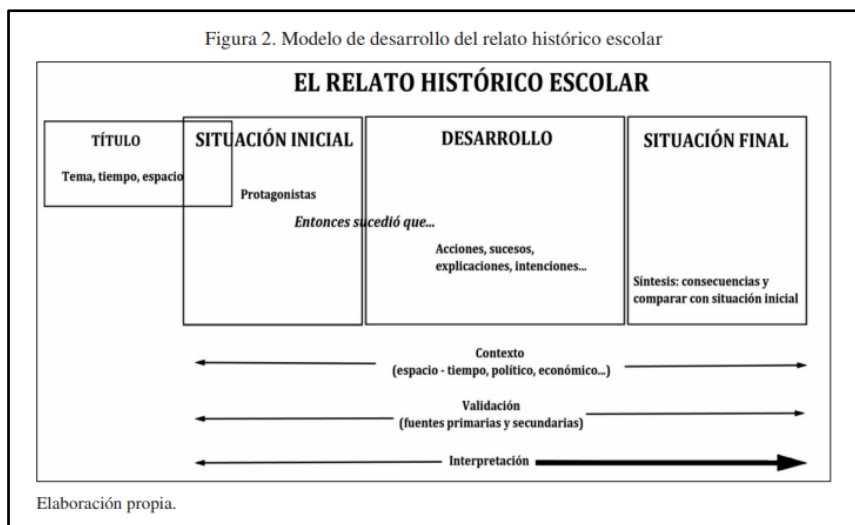 Figura 2. Modelo de desarrollo del relato histórico escolar
EL RELATO HISTÓRICO ESCOLAR
TÍTULO
Tema, tiempo, espacio
SITUACIÓN INICIAL
Protagonistas
Entonces sucedió que...
DESARROLLO
Acciones, sucesos,
explicaciones, intenciones...
SITUACIÓN FINAL
Síntesis: consecuencias y
comparar con situación inicial
Contexto
(espacio - tiempo, político, económico...)
Validación
(fuentes primarias y secundarias)
Interpretación
Elaboración propia.